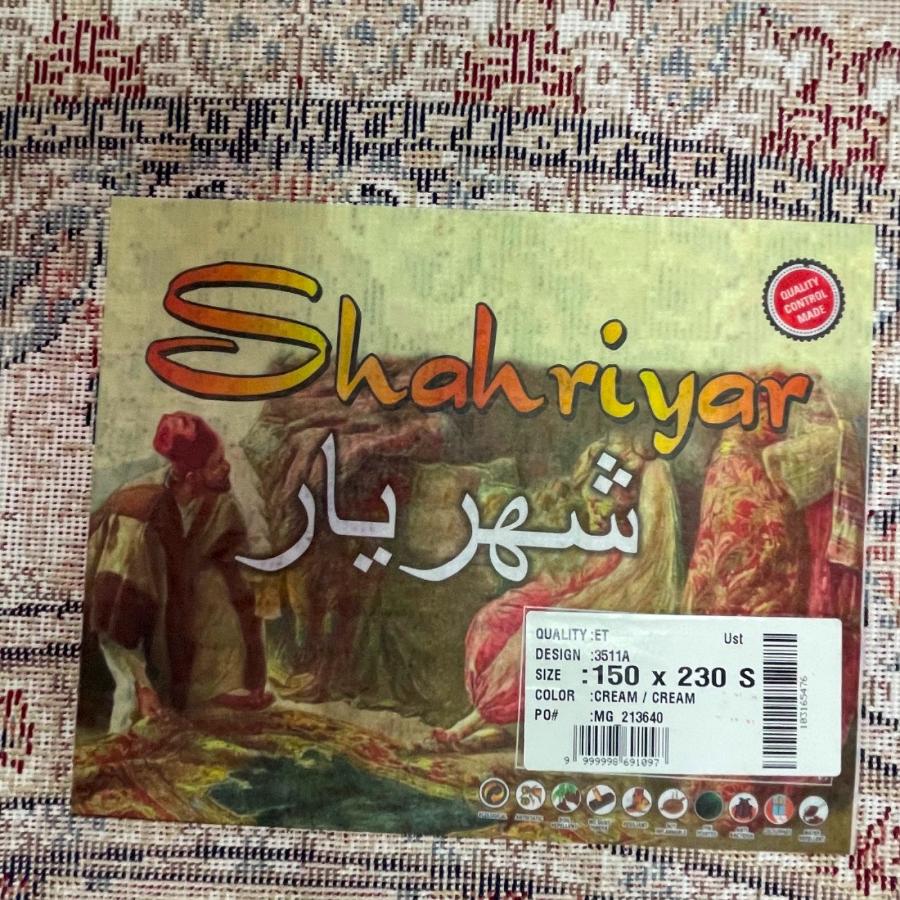 Shahriyar
شهريار
QUALITY
CONTROL
MADE
QUALITY :ET Ust
DESIGN :3511A
SIZE :150 x 230 S
COLOR :CREAM / CREAM
PO# :MG 213640
9 999998 691097
103165476